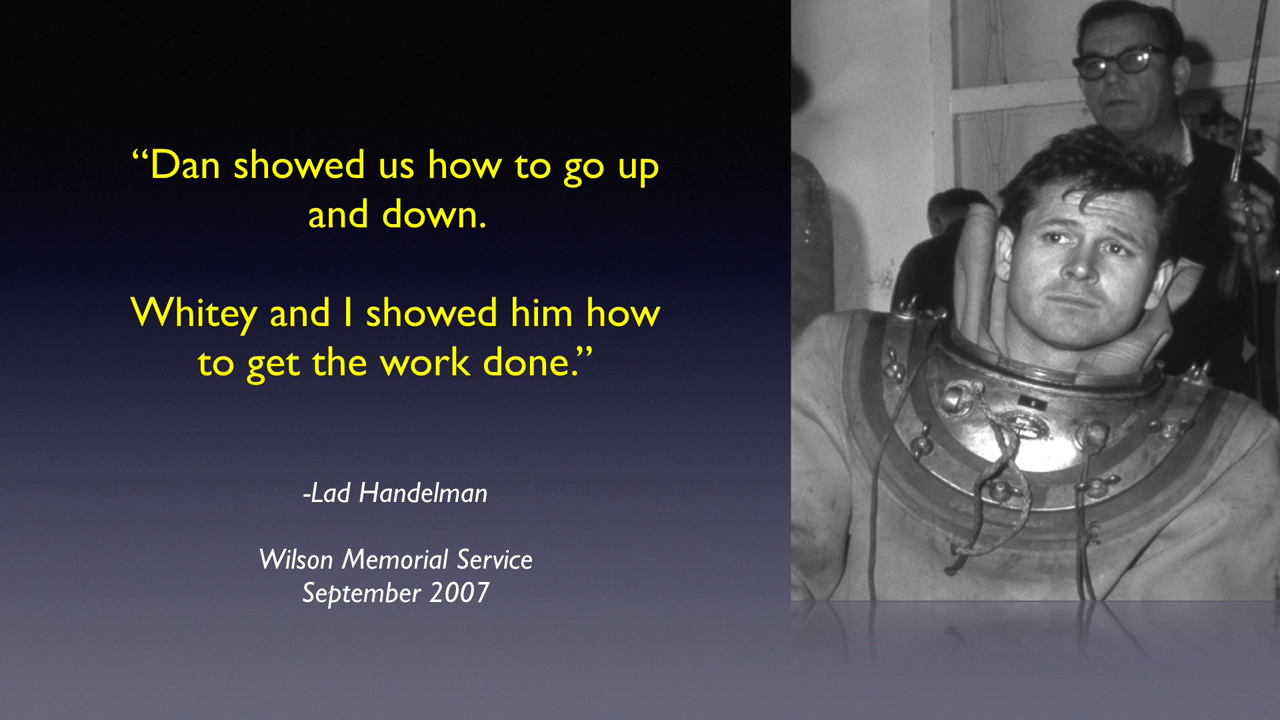 “Dan showed us how to go up
and down.
Whitey and I showed him how
to get the work done.”
-Lad Handelman
Wilson Memorial Service
September 2007